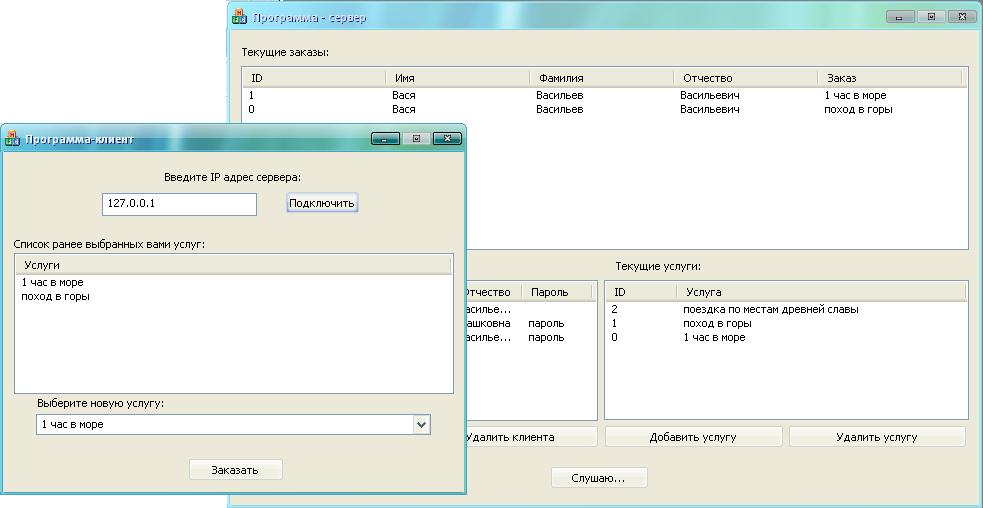 Программа - сервер
Текущие заказы:
ID Имя Фамилия Отчество Заказ
1 Вася Васильев Васильевич 1 час в море
0 Вася Васильев Васильевич поход в горы
Программа-клиент
Введите IP адрес сервера:
127.0.0.1 Подключить
Список ранее выбранных вами услуг:
Услуги
1 час в море
поход в горы
Выберите новую услугу:
1 час в море
Заказать
тчество Пароль
асилье...
ашковна пароль
асилье... пароль
Удалить клиента
Текущие услуги:
ID Услуга
2 поездка по местам древней славы
1 поход в горы
0 1 час в море
Добавить услугу Удалить услугу
Слушаю...